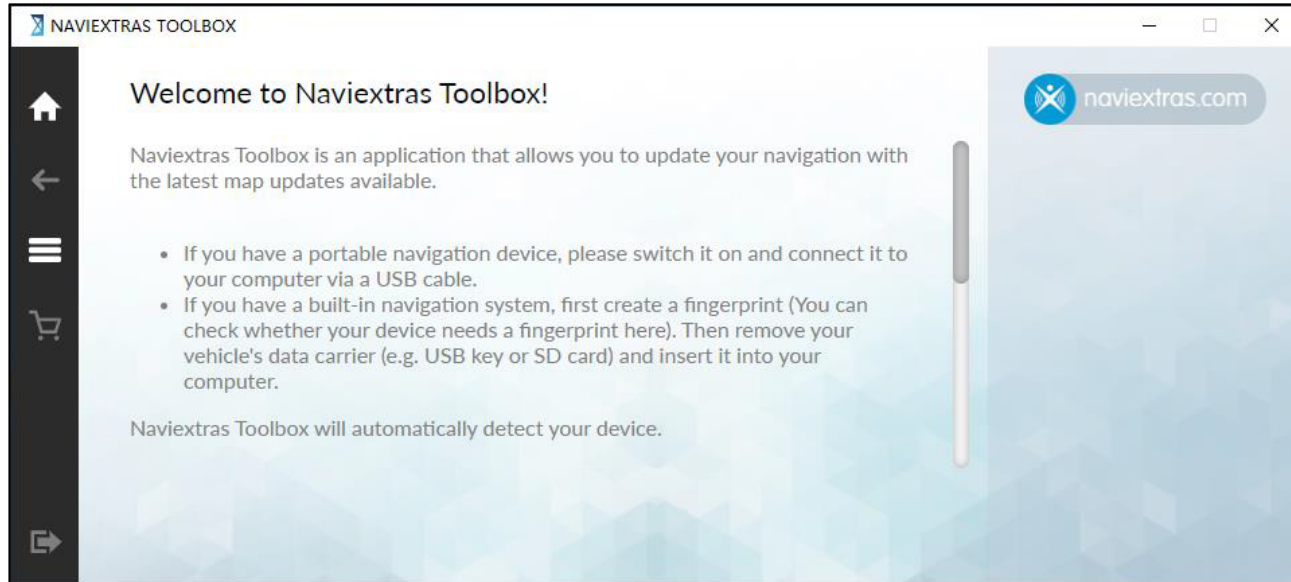 NAVIEXTRAS TOOLBOX
Welcome to Naviextras Toolbox!
naviextras.com
Naviextras Toolbox is an application that allows you to update your navigation with
the latest map updates available.
• If you have a portable navigation device, please switch it on and connect it to
your computer via a USB cable.
• If you have a built-in navigation system, first create a fingerprint (You can
check whether your device needs a fingerprint here). Then remove your
vehicle's data carrier (e.g. USB key or SD card) and insert it into your
computer.
Naviextras Toolbox will automatically detect your device.